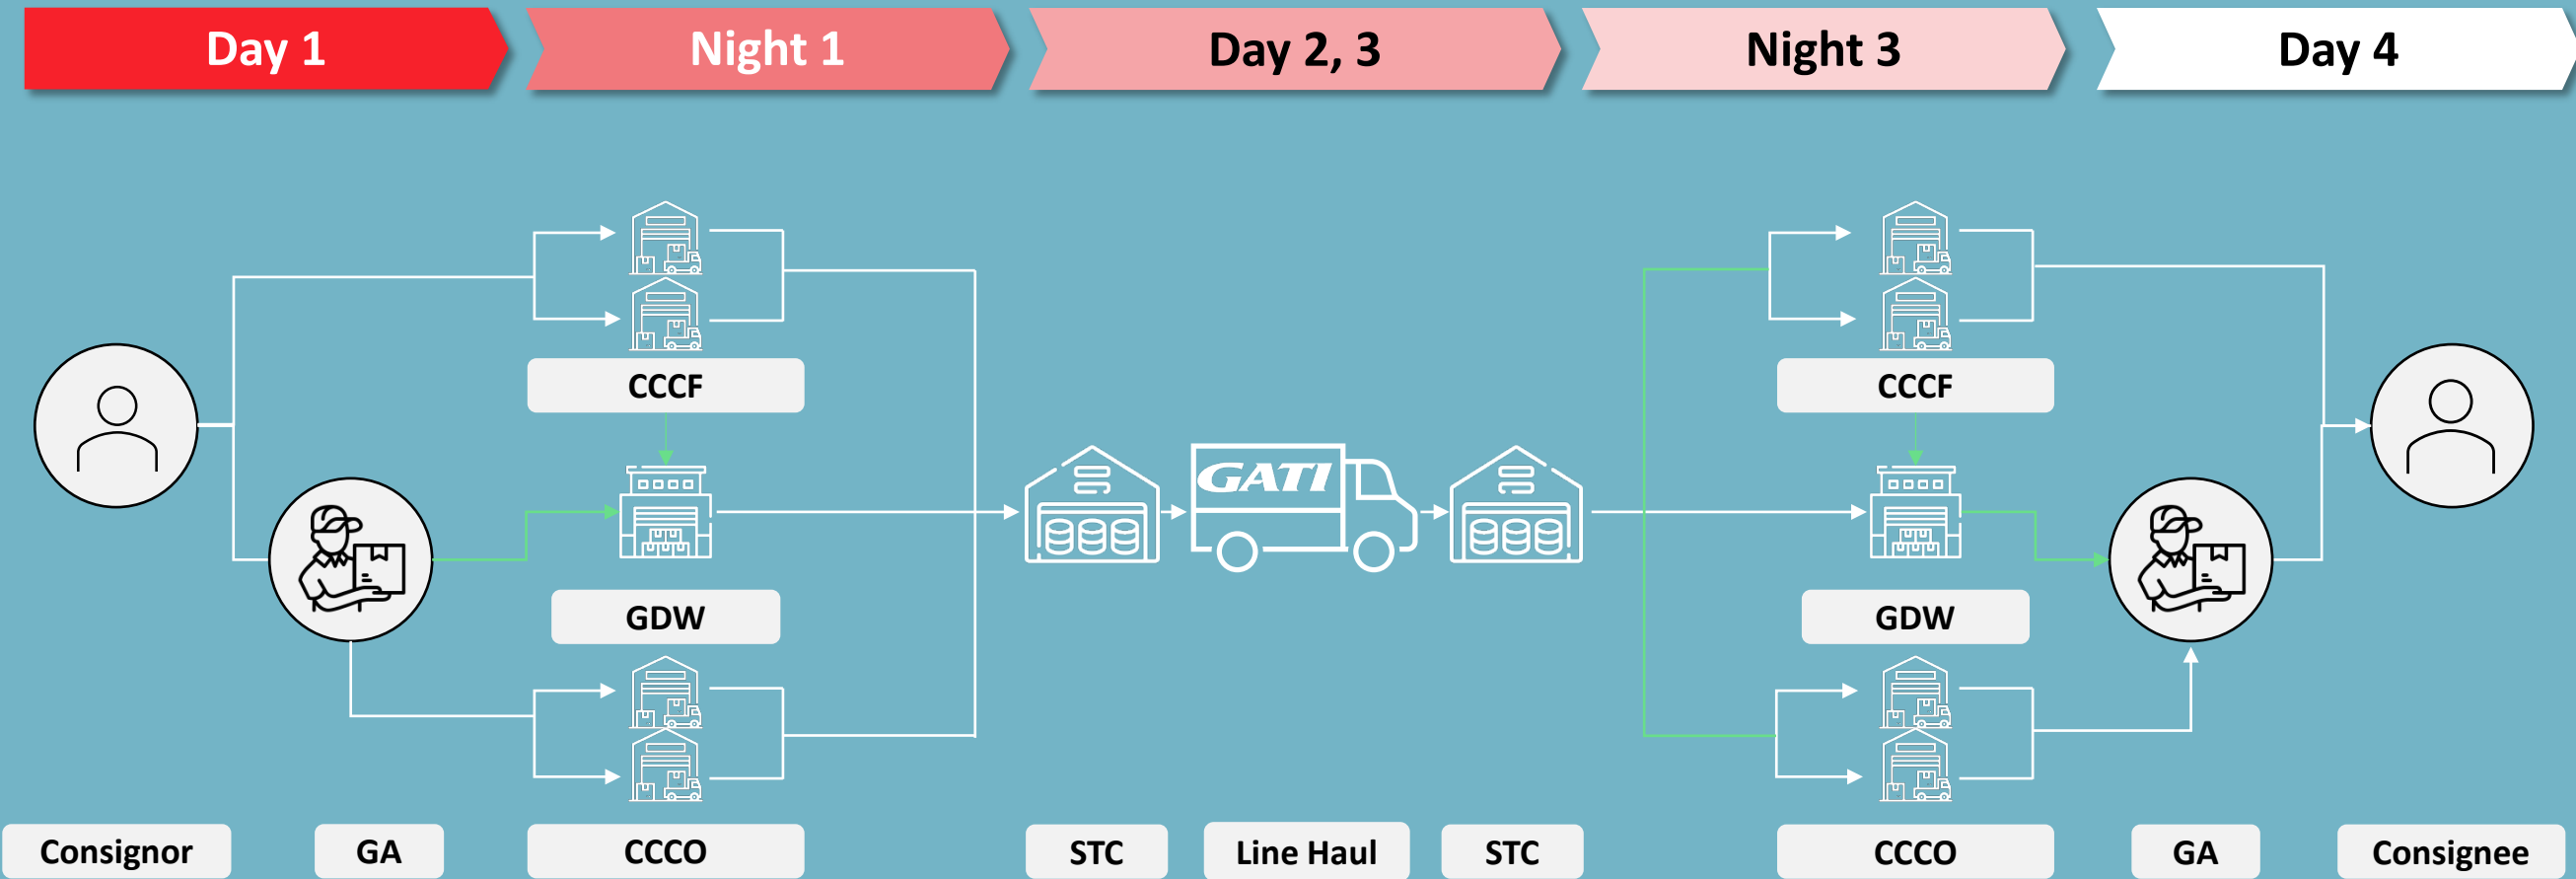 Day 1
Night 1
Day 2, 3
Night 3
Day 4
CCCF
CCCF
GATI
GDW
GDW
Consignor
GA
CCCO
STC
Line Haul
STC
CCCO
GA
Consignee